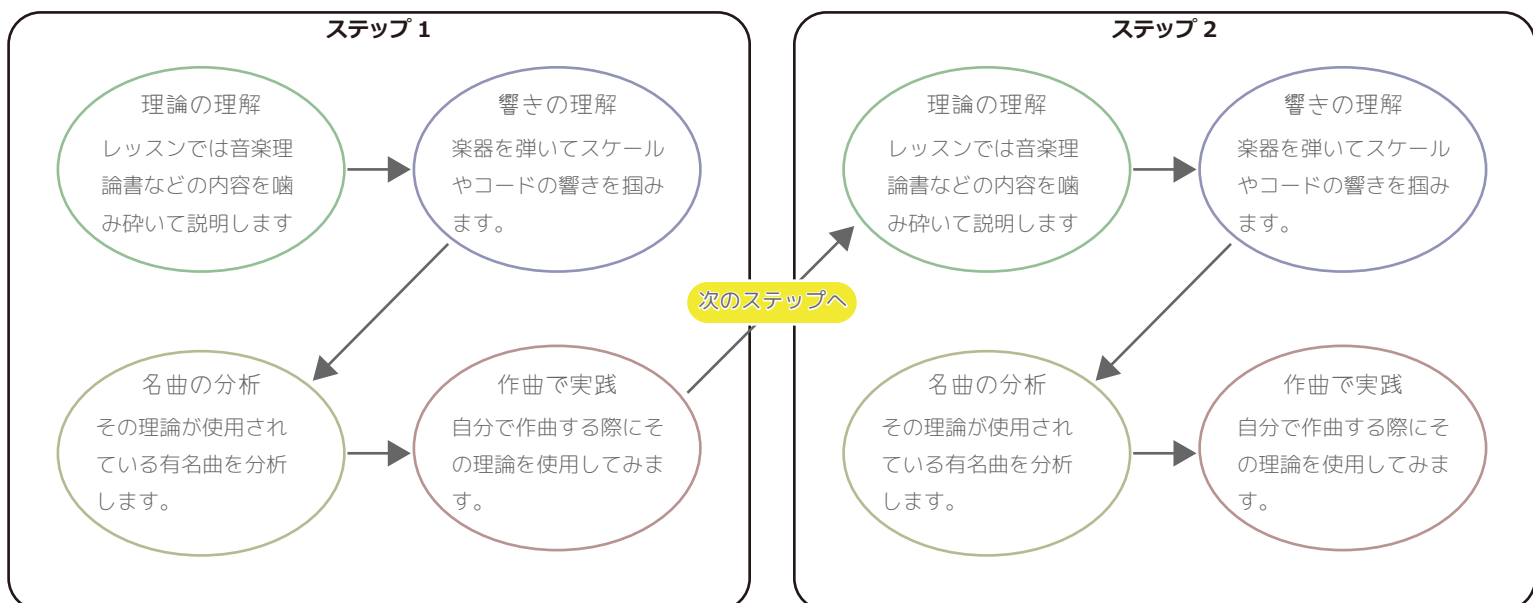 ステップ 1
理論の理解
レッスンでは音楽理
論書などの内容を噛
み砕いて説明します
響きの理解
楽器を弾いてスケール
やコードの響きを掴み
ます。
名曲の分析
その理論が使用され
ている有名曲を分析
します。
作曲で実践
自分で作曲する際にそ
の理論を使用してみま
す。
次のステップへ
ステップ 2
理論の理解
レッスンでは音楽理
論書などの内容を噛
み砕いて説明します
響きの理解
楽器を弾いてスケール
やコードの響きを掴み
ます。
名曲の分析
その理論が使用され
ている有名曲を分析
します。
作曲で実践
自分で作曲する際にそ
の理論を使用してみま
す。